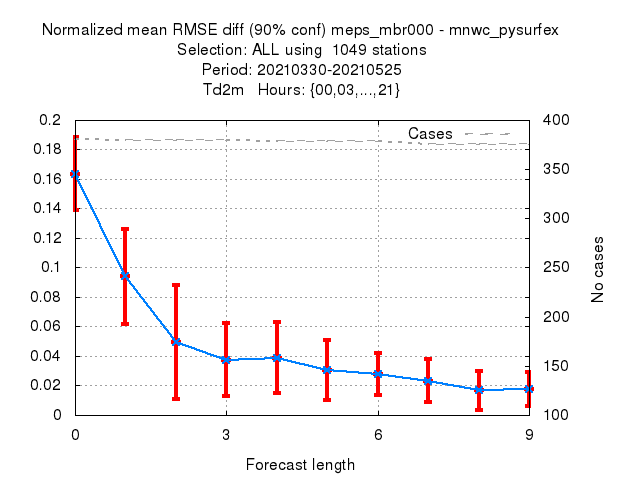 Normalized mean RMSE diff (90% conf) meps_mbr000 - mnwc_pysurfex
Selection: ALL using  1049 stations
Period: 20210330-20210525
Td2m   Hours: {00,03,...,21}
Cases
0.2
0.18
0.16
0.14
0.12
0.1
0.08
0.06
0.04
0.02
0
400
350
300
250
200
150
100
No cases
0 3 6 9
Forecast length